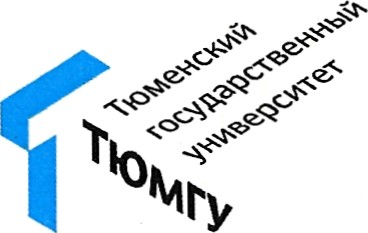 Тюменский
государственный
университет
ТЮМГУ